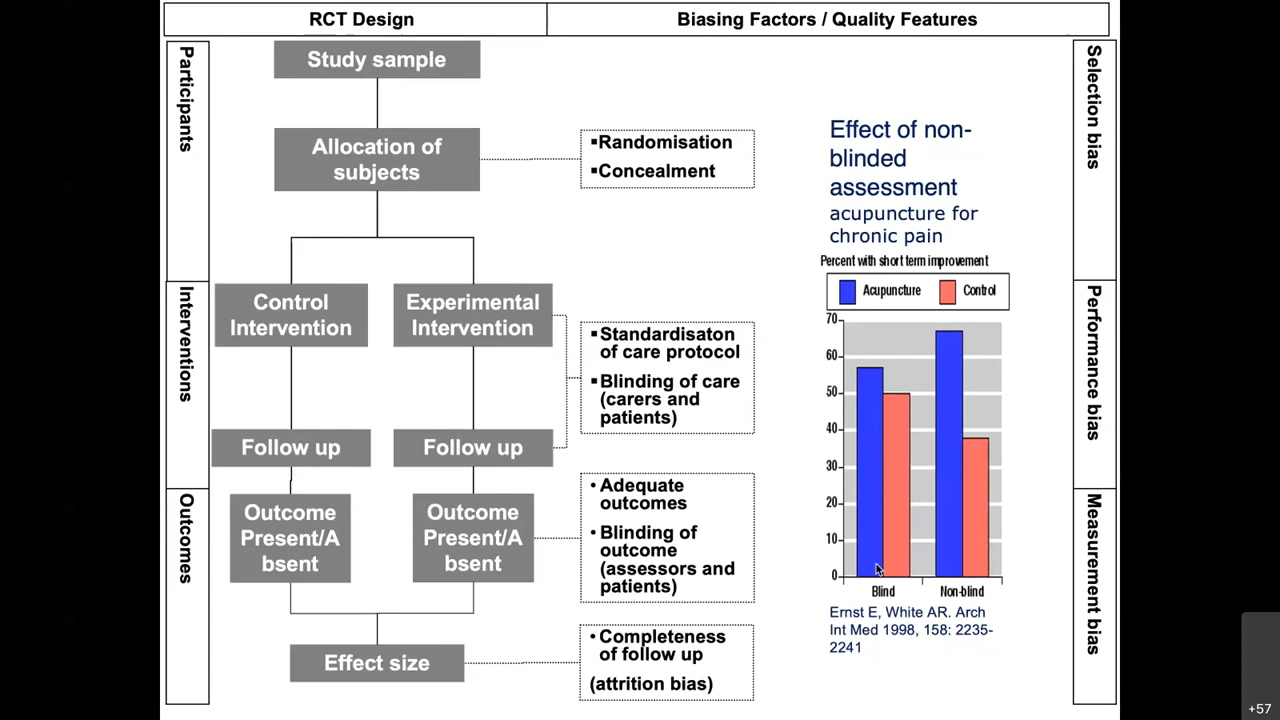 RCT Design
Biasing Factors / Quality Features
Participants
Study sample
Allocation of
subjects
▪Randomisation
▪Concealment
Selection bias
Effect of non-
blinded
assessment
acupuncture for
chronic pain
Percent with short term improvement
Acupuncture
Control
70
60
50
40
30
20
10
0
Blind
Non-blind
Ernst E, White AR. Arch
Int Med 1998, 158: 2235-
2241
Interventions
Control
Intervention
Experimental
Intervention
▪Standardisaton
of care protocol
▪Blinding of care
(carers and
patients)
Performance bias
Follow up
Follow up
Outcomes
Outcome
Present/A
bsent
Outcome
Present/A
bsent
• Adequate
outcomes
• Blinding of
outcome
(assessors and
patients)
Measurement bias
Effect size
• Completeness
of follow up
(attrition bias)
+57